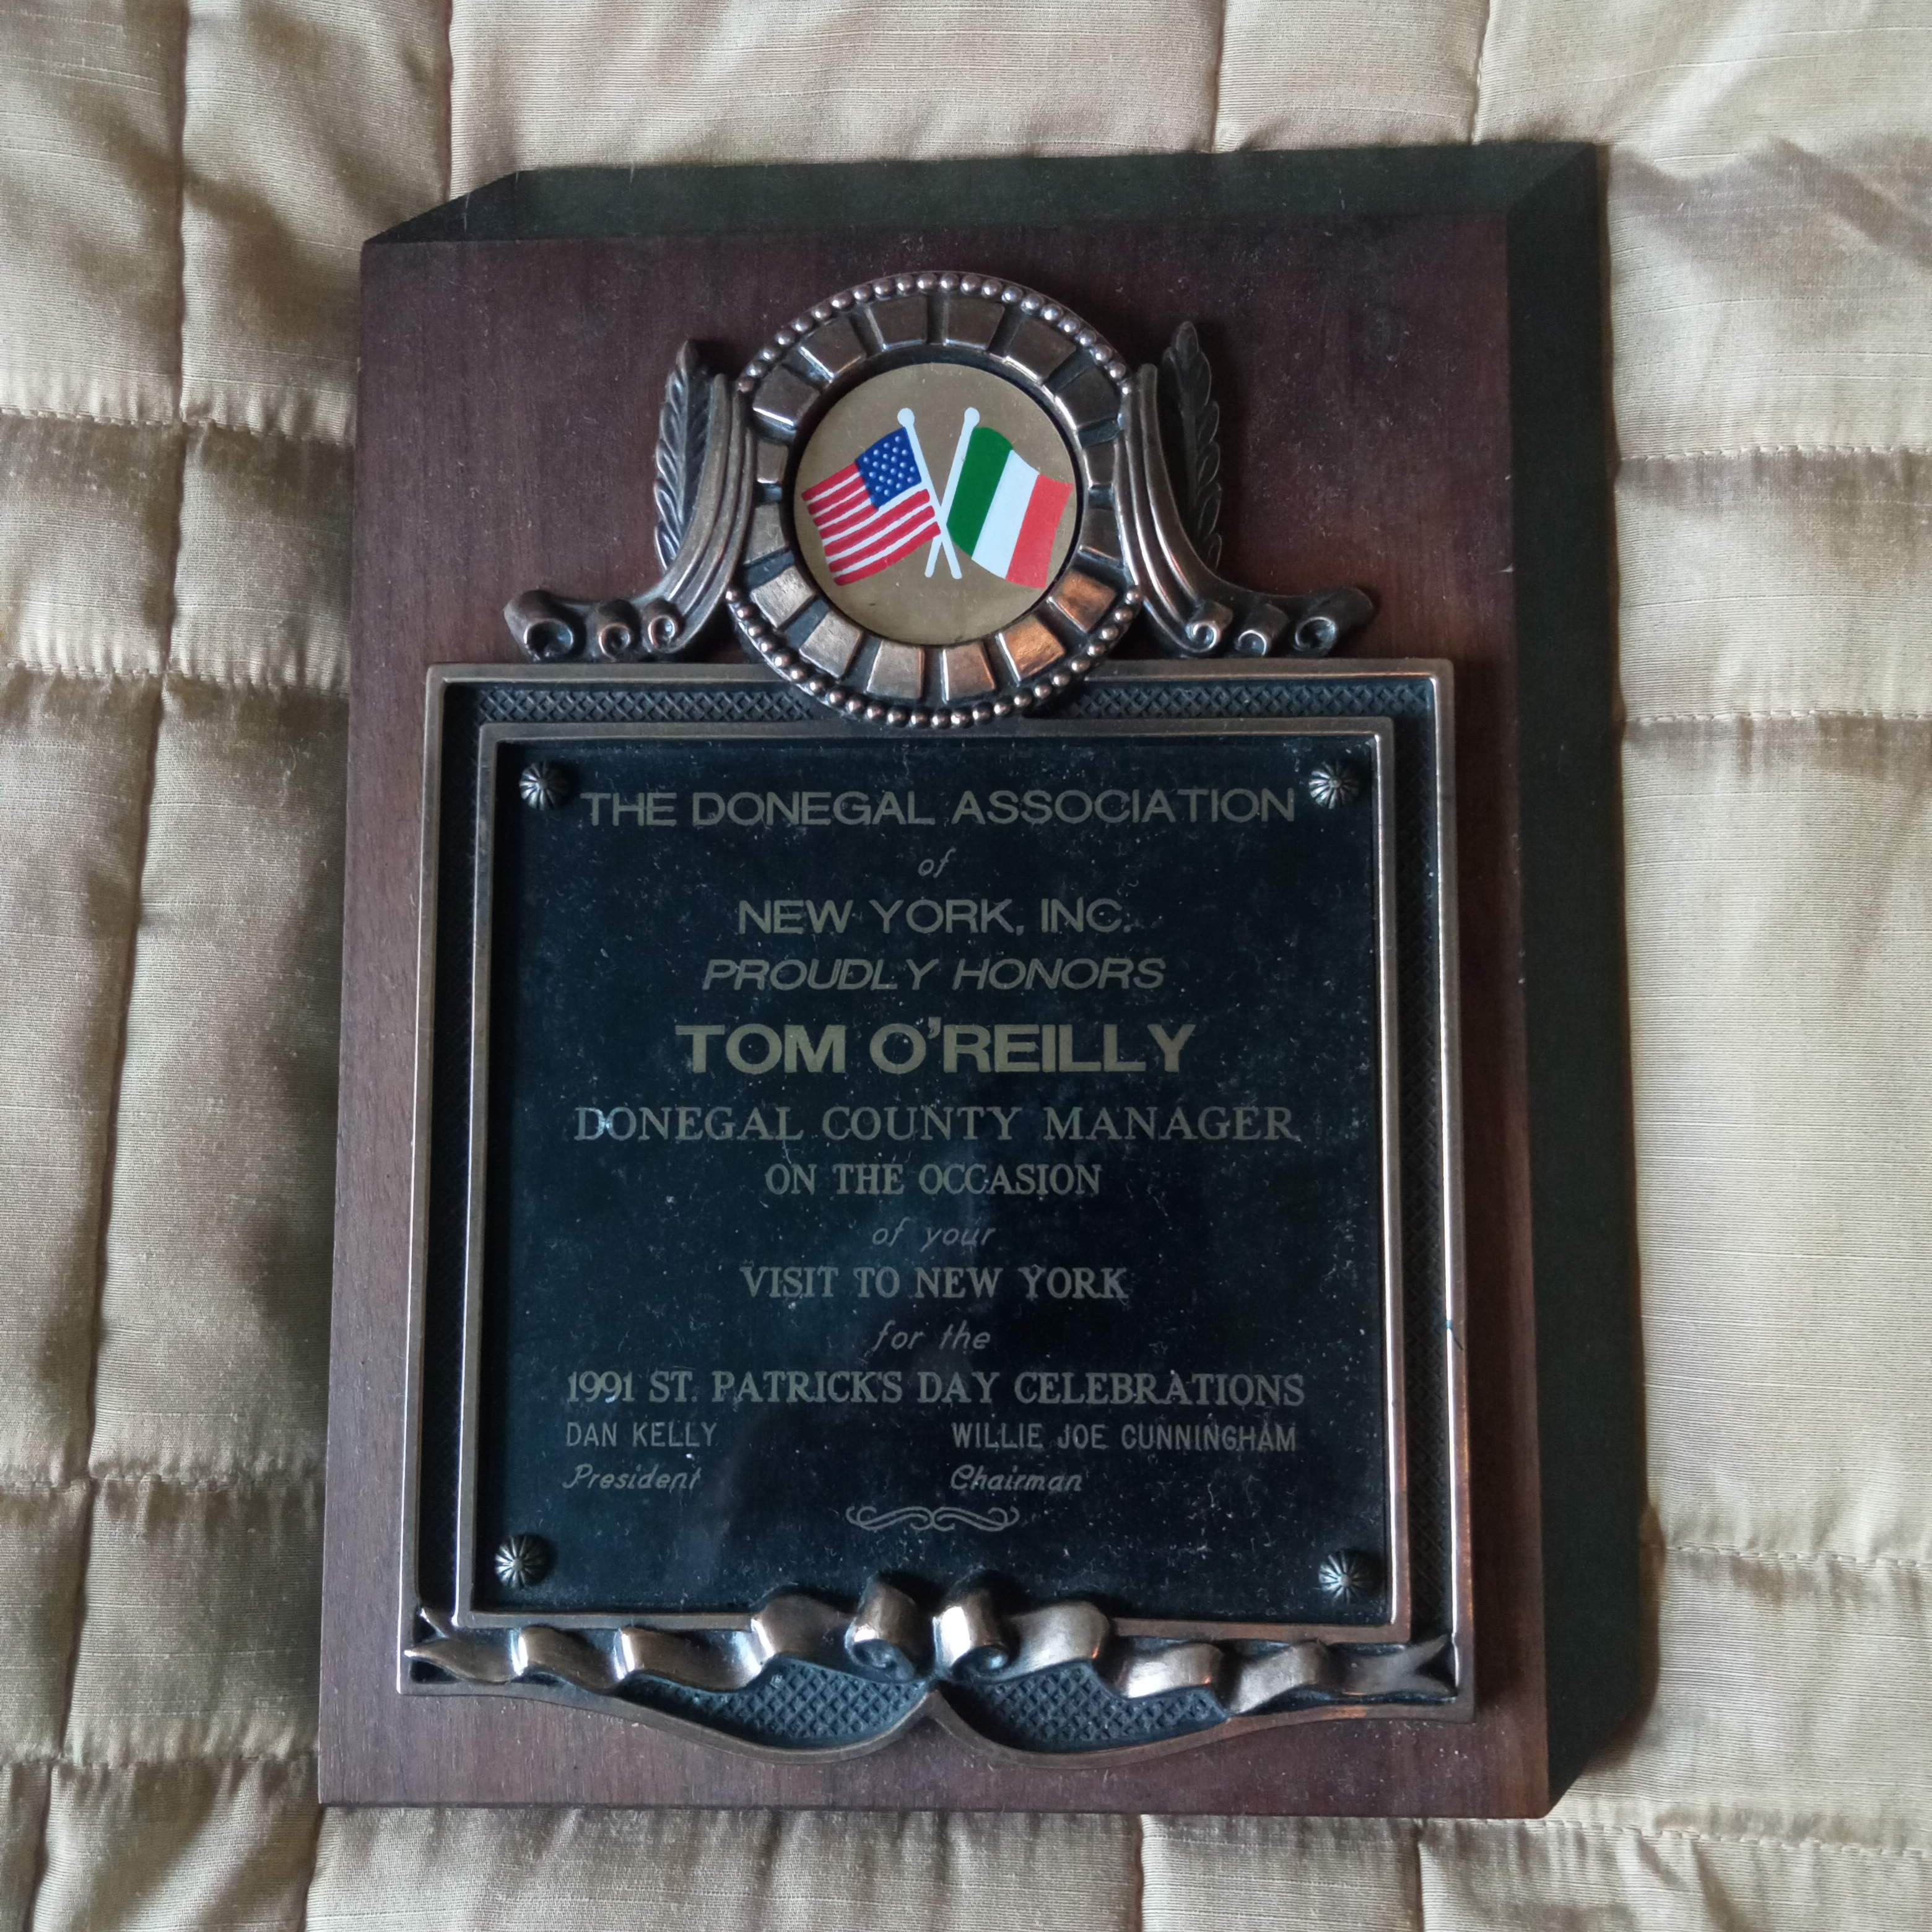 THE DONEGAL ASSOCIATION
of
NEW YORK, INC.
PROUDLY HONORS
TOM O'REILLY
DONEGAL COUNTY MANAGER
ON THE OCCASION
of your
VISIT TO NEW YORK
for the
1991 ST. PATRICK'S DAY CELEBRATIONS
DAN KELLY WILLIE JOE CUNNINGHAM
President Chairman